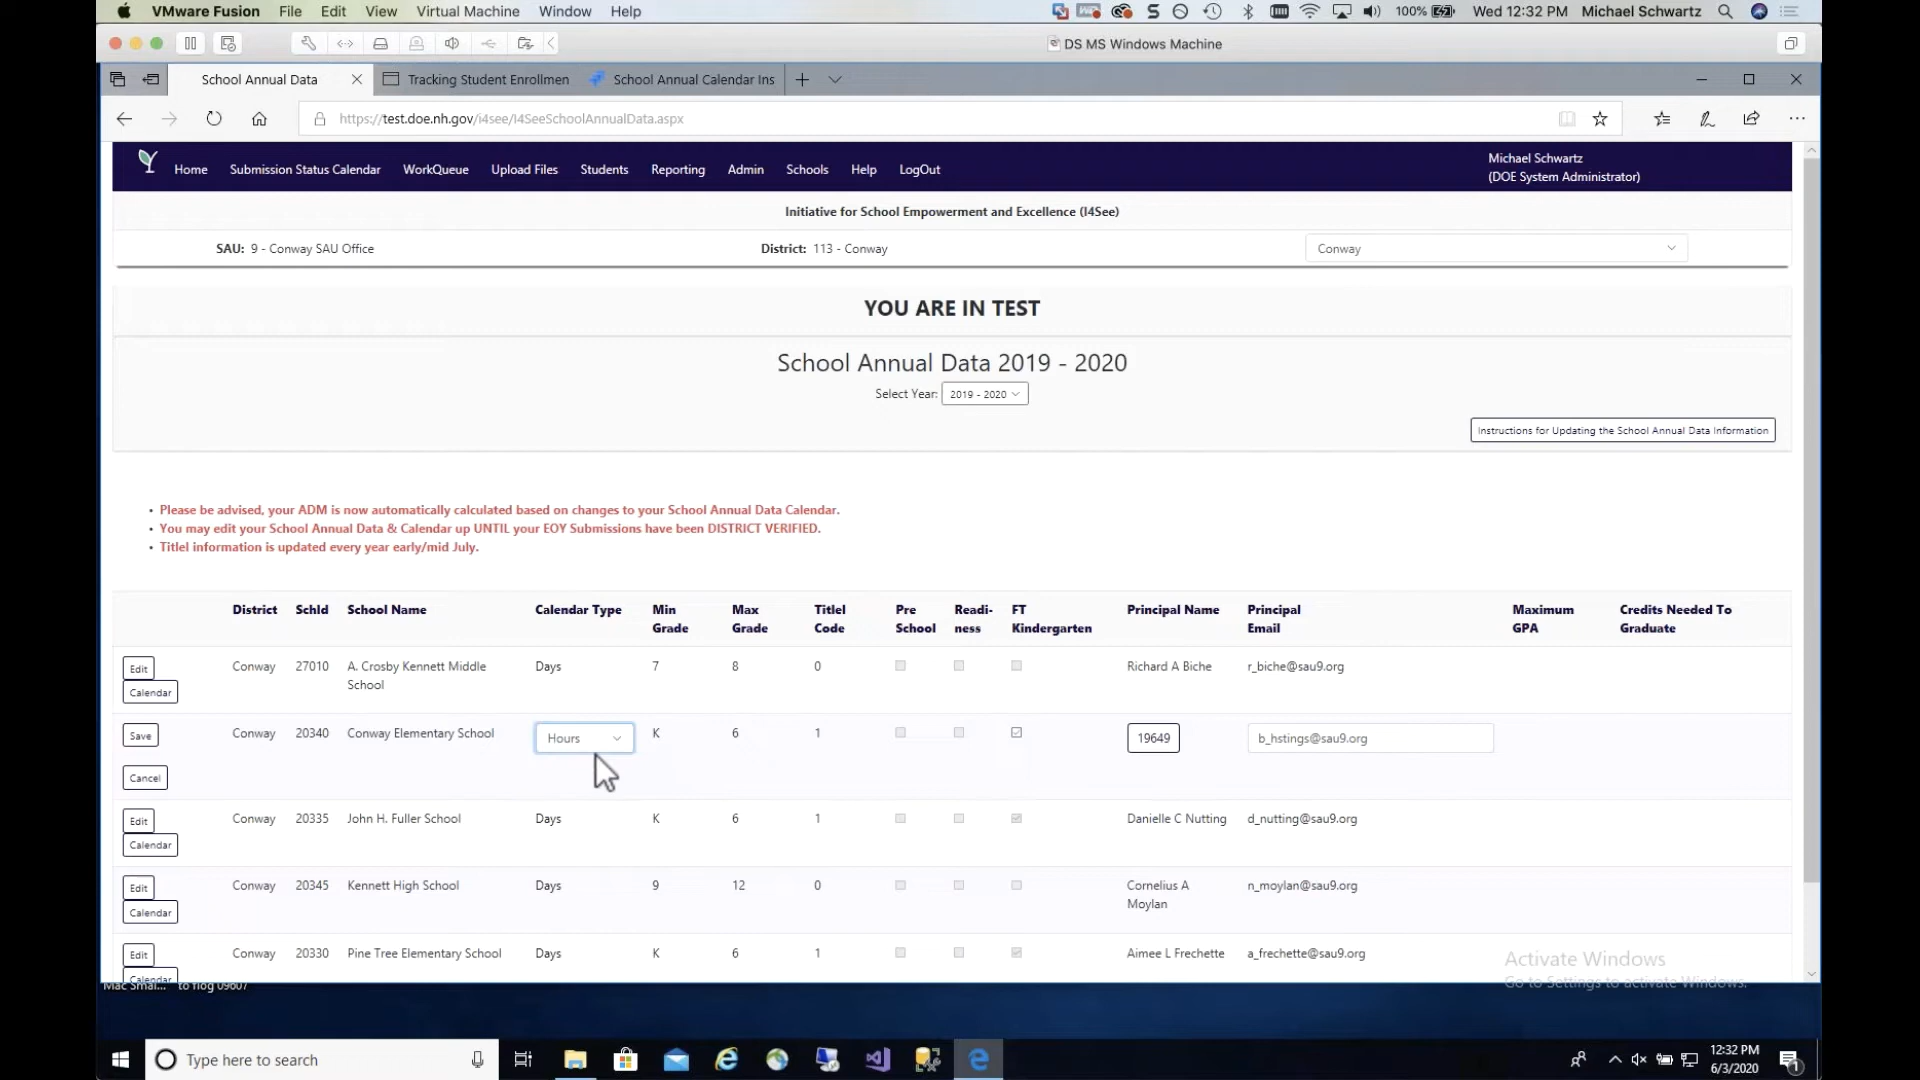 VMware Fusion File Edit View Virtual Machine Window Help 100% Wed 12:32 PM Michael Schwartz
DS MS Windows Machine
School Annual Data Tracking Student Enrollmen School Annual Calendar Ins
https://test.doe.nh.gov/i4see/I4SeeSchoolAnnualData.aspx
Home Submission Status Calendar WorkQueue Upload Files Students Reporting Admin Schools Help LogOut
Michael Schwartz
(DOE System Administrator)
Initiative for School Empowerment and Excellence (I4See)
SAU: 9 - Conway SAU Office District: 113 - Conway Conway
YOU ARE IN TEST
School Annual Data 2019 - 2020
Select Year: 2019 - 2020
Instructions for Updating the School Annual Data Information
• Please be advised, your ADM is now automatically calculated based on changes to your School Annual Data Calendar.
• You may edit your School Annual Data & Calendar up UNTIL your EOY Submissions have been DISTRICT VERIFIED.
• TitleI information is updated every year early/mid July.
District SchId School Name Calendar Type Min Max TitleI Pre Readi- FT Principal Name Principal Maximum Credits Needed To
Grade Grade Code School ness Kindergarten Email GPA Graduate
Edit Conway 27010 A. Crosby Kennett Middle Days 7 8 0 Richard A Biche r_biche@sau9.org
Calendar School
Save Conway 20340 Conway Elementary School Hours K 6 1 19649 b_hstings@sau9.org
Cancel
Edit Conway 20335 John H. Fuller School Days K 6 1 Danielle C Nutting d_nutting@sau9.org
Calendar
Edit Conway 20345 Kennett High School Days 9 12 0 Cornelius A n_moylan@sau9.org
Calendar Moylan
Edit Conway 20330 Pine Tree Elementary School Days K 6 1 Aimee L Frechette a_frechette@sau9.org
Calendar
Activate Windows
Go to Settings to activate Windows.
Type here to search
12:32 PM
6/3/2020
1